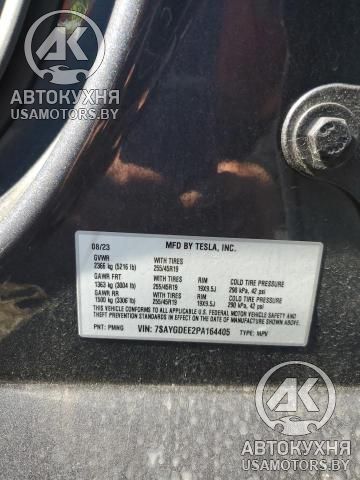 AK
АВТОКУХНЯ
USAMOTORS.BY
08/23 MFD BY TESLA, INC.
GVWR WITH TIRES
2366 kg (5216 lb) 255/45R19
GAWR FRT WITH TIRES RIM COLD TIRE PRESSURE
1363 kg (3004 lb) 255/45R19 19X9.5J 290 kPa, 42 psi
GAWR RR WITH TIRES RIM COLD TIRE PRESSURE
1500 kg (3306 lb) 255/45R19 19X9.5J 290 kPa, 42 psi
THIS VEHICLE CONFORMS TO ALL APPLICABLE U.S. FEDERAL MOTOR VEHICLE SAFETY
AND THEFT PREVENTION STANDARDS IN EFFECT ON THE DATE OF MANUFACTURE SHOWN ABOVE.
PNT: PMNG VIN: 7SAYGDEE2PA164405 TYPE: MPV
AK
АВТОКУХНЯ
USAMOTORS.BY